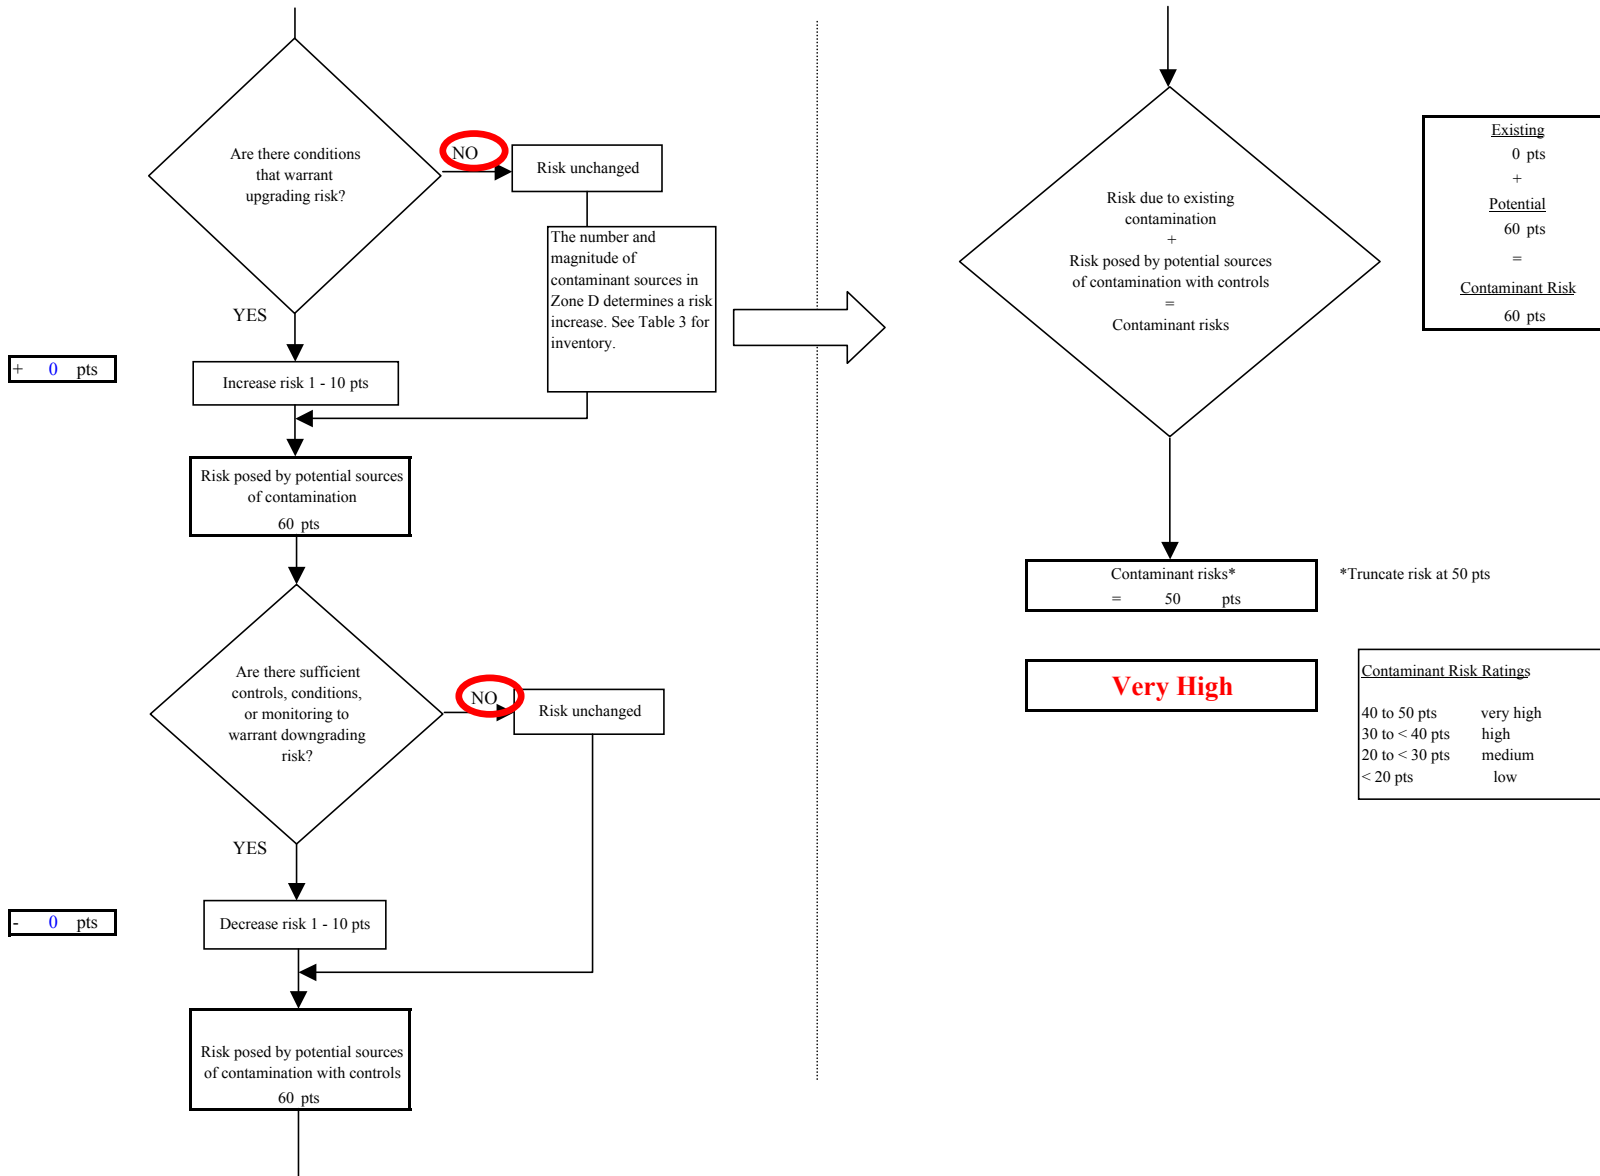 Are there conditions
that warrant
upgrading risk?
NO
Risk unchanged
The number and
magnitude of
contaminant sources in
Zone D determines a risk
increase. See Table 3 for
inventory.
YES
+ 0 pts
Increase risk 1 - 10 pts
Risk posed by potential sources
of contamination
60 pts
Are there sufficient
controls, conditions,
or monitoring to
warrant downgrading
risk?
NO
Risk unchanged
YES
- 0 pts
Decrease risk 1 - 10 pts
Risk posed by potential sources
of contamination with controls
60 pts
Risk due to existing
contamination
+
Risk posed by potential sources
of contamination with controls
=
Contaminant risks
Existing
0 pts
+
Potential
60 pts
=
Contaminant Risk
60 pts
Contaminant risks*
= 50 pts
*Truncate risk at 50 pts
Very High
Contaminant Risk Ratings
40 to 50 pts very high
30 to < 40 pts high
20 to < 30 pts medium
< 20 pts low